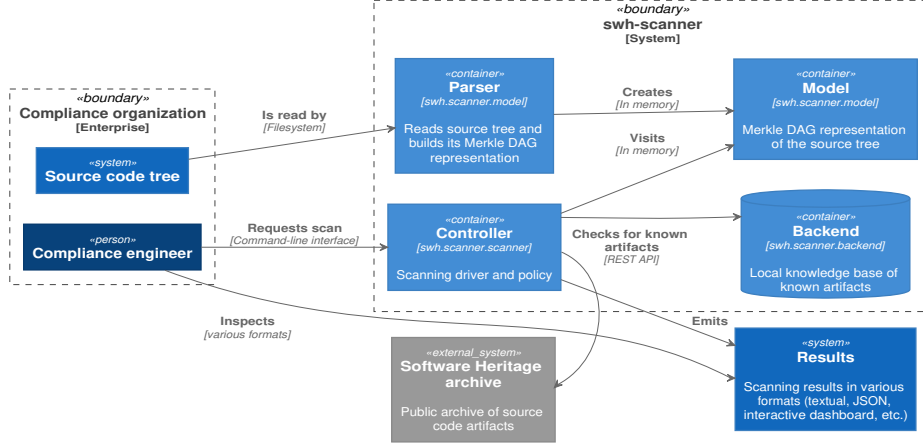 «boundary»
swh-scanner
[System]
«boundary»
Compliance organization
[Enterprise]
«system»
Source code tree
«person»
Compliance engineer
Is read by
[Filesystem]
Requests scan
[Command-line interface]
Inspects
[various formats]
«container»
Parser
[swh.scanner.model]
Reads source tree and
builds its Merkle DAG
representation
Creates
[In memory]
Visits
[In memory]
«container»
Model
[swh.scanner.model]
Merkle DAG representation
of the source tree
«container»
Controller
[swh.scanner.scanner]
Scanning driver and policy
Checks for known
artifacts
[REST API]
«container»
Backend
[swh.scanner.backend]
Local knowledge base of
known artifacts
Emits
«external_system»
Software Heritage
archive
Public archive of source
code artifacts
«system»
Results
Scanning results in various
formats (textual, JSON,
interactive dashboard, etc.)